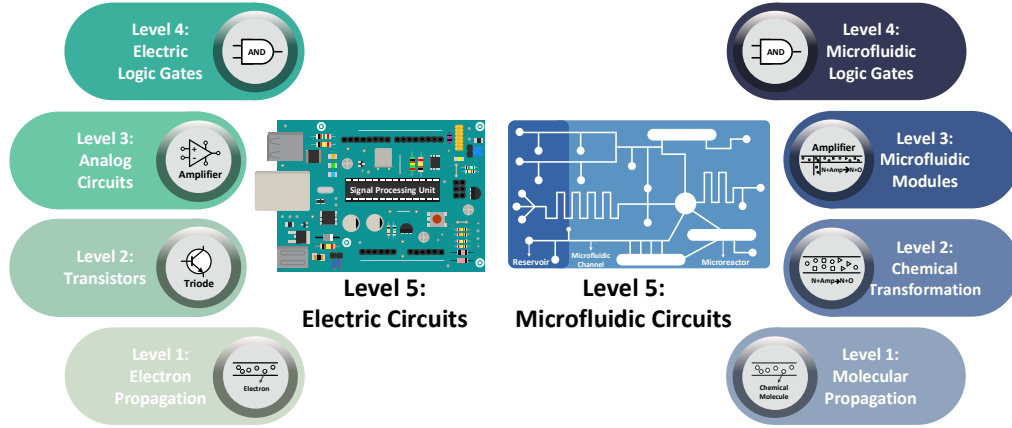 Level 4:
Electric
Logic Gates
AND
Level 3:
Analog
Circuits
Amplifier
Level 2:
Transistors
Triode
Level 1:
Electron
Propagation
Electron
Signal Processing Unit
Level 5:
Electric Circuits
Reservoir
Microfluidic
Channel
Microreactor
Level 5:
Microfluidic Circuits
AND
Level 4:
Microfluidic
Logic Gates
Amplifier
N+Amp➔N+O
Level 3:
Microfluidic
Modules
N+Amp➔N+O
Level 2:
Chemical
Transformation
Chemical
Molecule
Level 1:
Molecular
Propagation